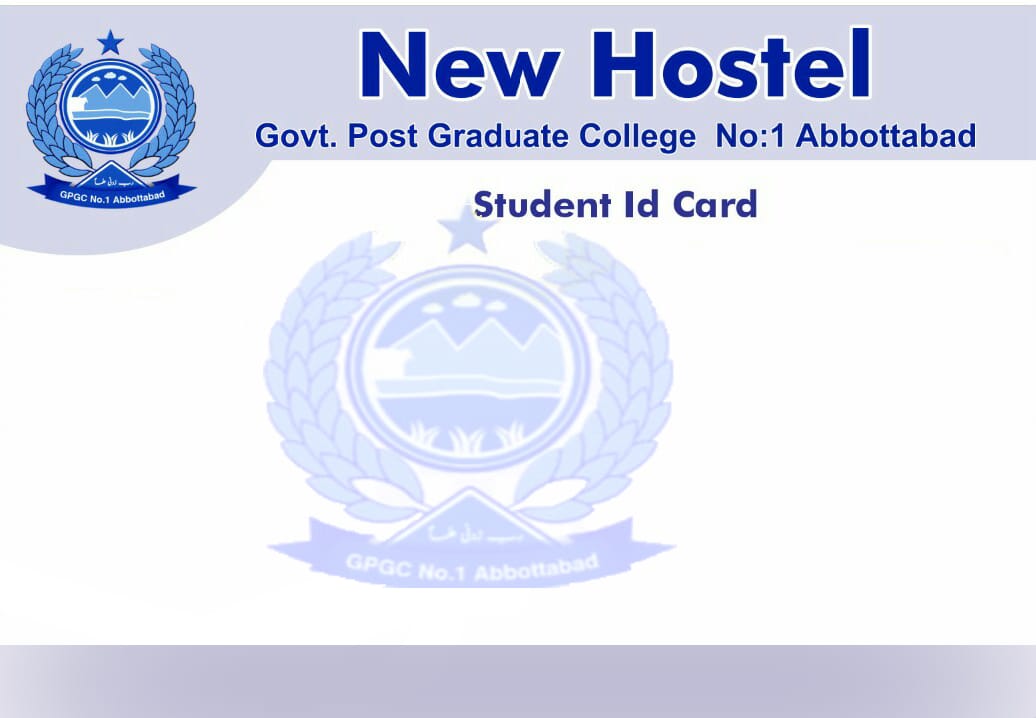 New Hostel
Govt. Post Graduate College No:1 Abbottabad
GPGC No.1 Abbottabad
Student Id Card
GPGC No.1 Abbottabad